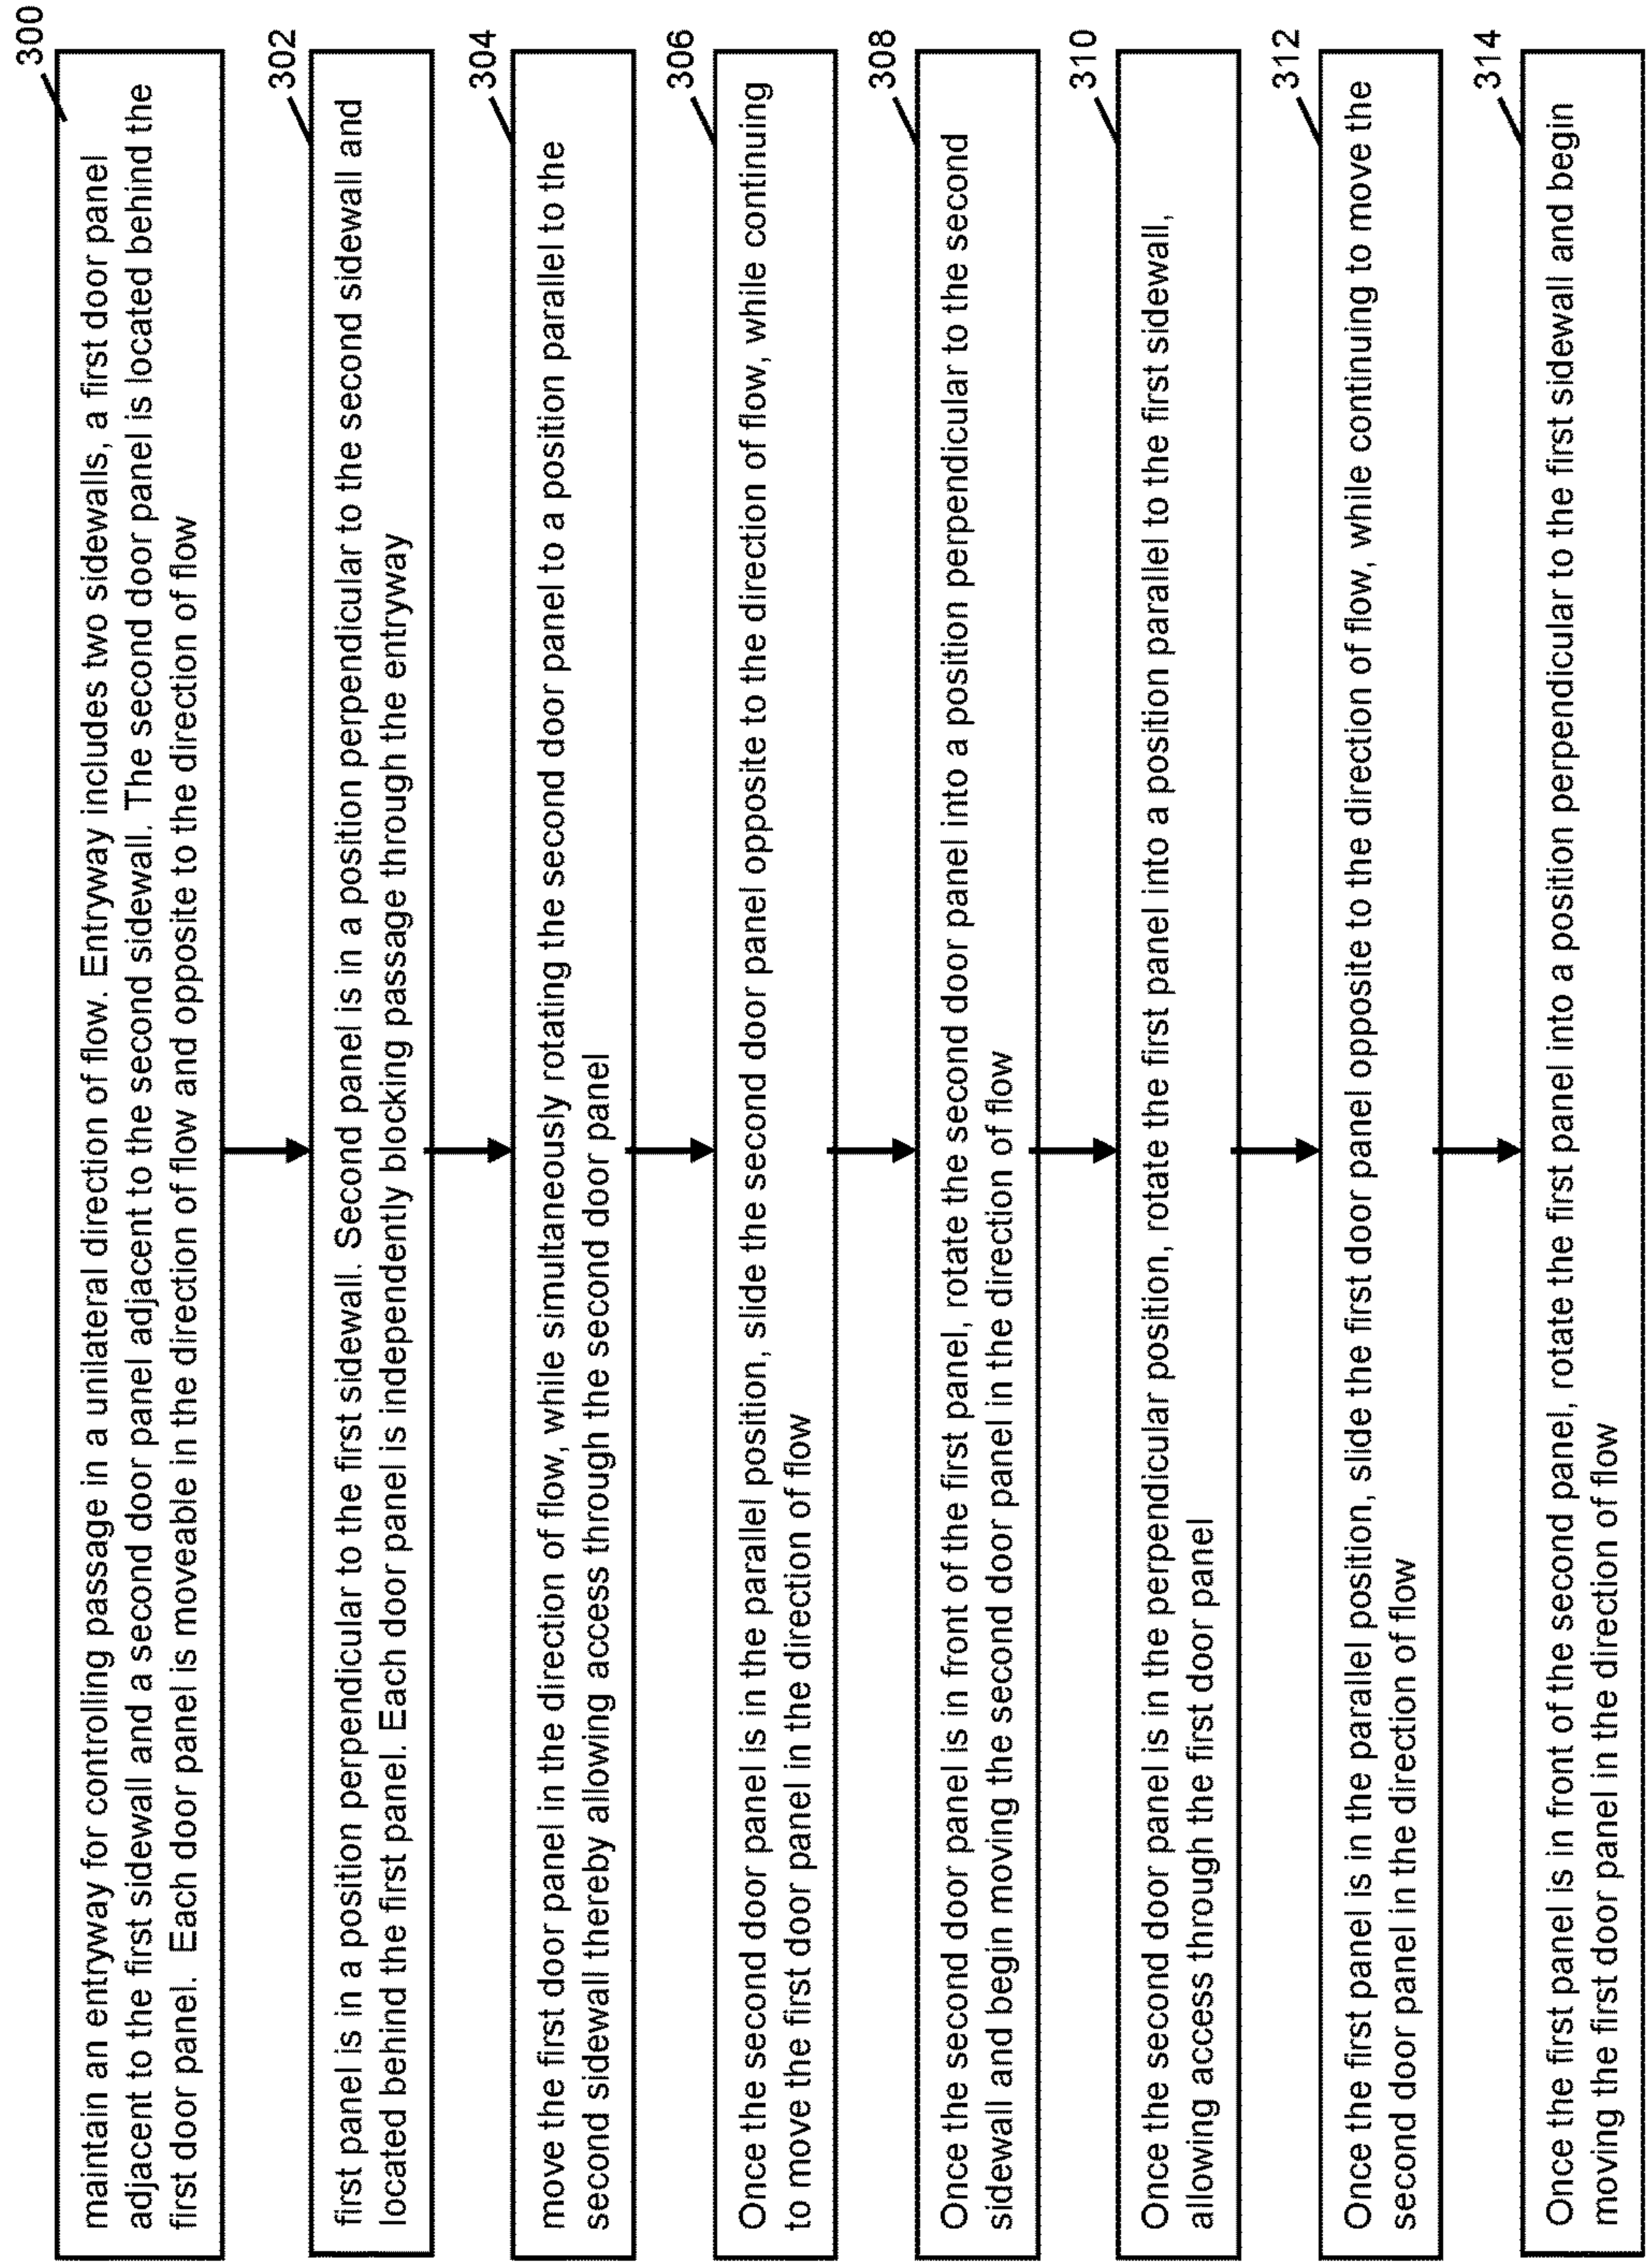 300
maintain an entryway for controlling passage in a unilateral direction of flow. Entryway includes two sidewalls, a first door panel
adjacent to the first sidewall and a second door panel adjacent to the second sidewall. The second door panel is located behind the
first door panel.  Each door panel is moveable in the direction of flow and opposite to the direction of flow
302
first panel is in a position perpendicular to the first sidewall. Second panel is in a position perpendicular to the second sidewall and
located behind the first panel. Each door panel is independently blocking passage through the entryway
304
move the first door panel in the direction of flow, while simultaneously rotating the second door panel to a position parallel to the
second sidewall thereby allowing access through the second door panel
306
Once the second door panel is in the parallel position, slide the second door panel opposite to the direction of flow, while continuing
to move the first door panel in the direction of flow
308
Once the second door panel is in front of the first panel, rotate the second door panel into a position perpendicular to the second
sidewall and begin moving the second door panel in the direction of flow
310
Once the second door panel is in the perpendicular position, rotate the first panel into a position parallel to the first sidewall,
allowing access through the first door panel
312
Once the first panel is in the parallel position, slide the first door panel opposite to the direction of flow, while continuing to move the
second door panel in the direction of flow
314
Once the first panel is in front of the second panel, rotate the first panel into a position perpendicular to the first sidewall and begin
moving the first door panel in the direction of flow